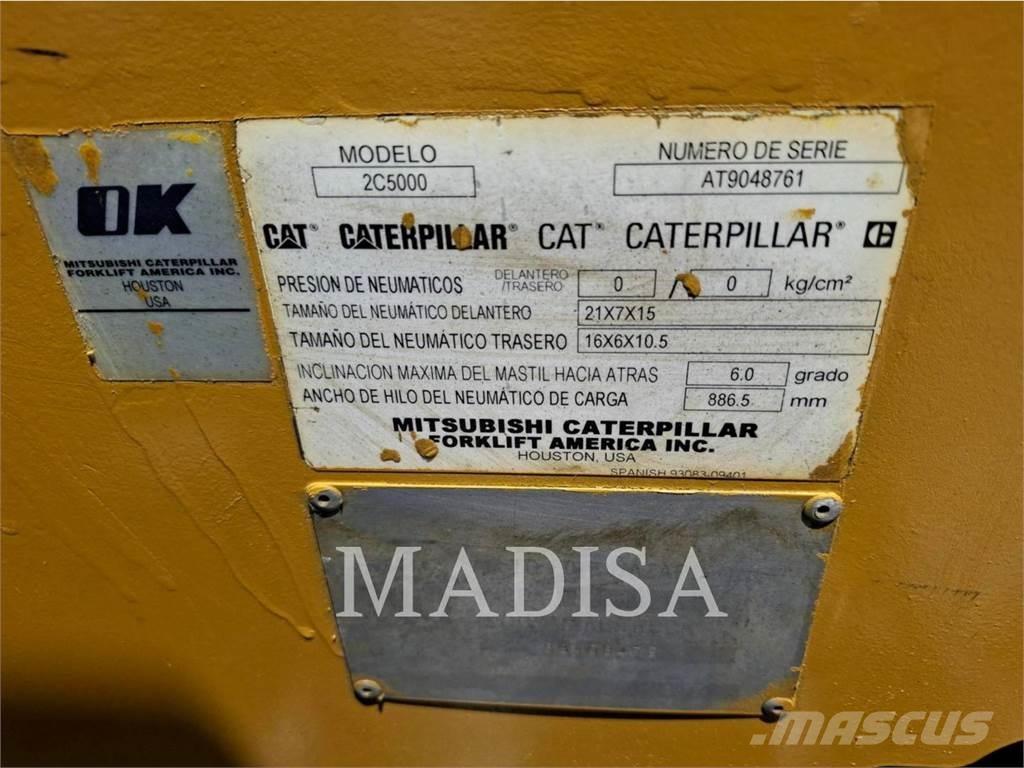 OK
MITSUBISHI CATERPILLAR
FORKLIFT AMERICA INC.
HOUSTON
USA
MODELO NUMERO DE SERIE
2C5000 AT9048761
CAT® CATERPILLAR® CAT® CATERPILLAR®
PRESION DE NEUMATICOS DELANTERO /TRASERO 0 / 0 kg/cm²
TAMAÑO DEL NEUMÁTICO DELANTERO 21X7X15
TAMAÑO DEL NEUMÁTICO TRASERO 16X6X10.5
INCLINACION MAXIMA DEL MASTIL HACIA ATRAS 6.0 grado
ANCHO DE HILO DEL NEUMÁTICO DE CARGA 886.5 mm
MITSUBISHI CATERPILLAR
FORKLIFT AMERICA INC.
HOUSTON, USA
SPANISH 93083-09401
MADISA
MASCUS